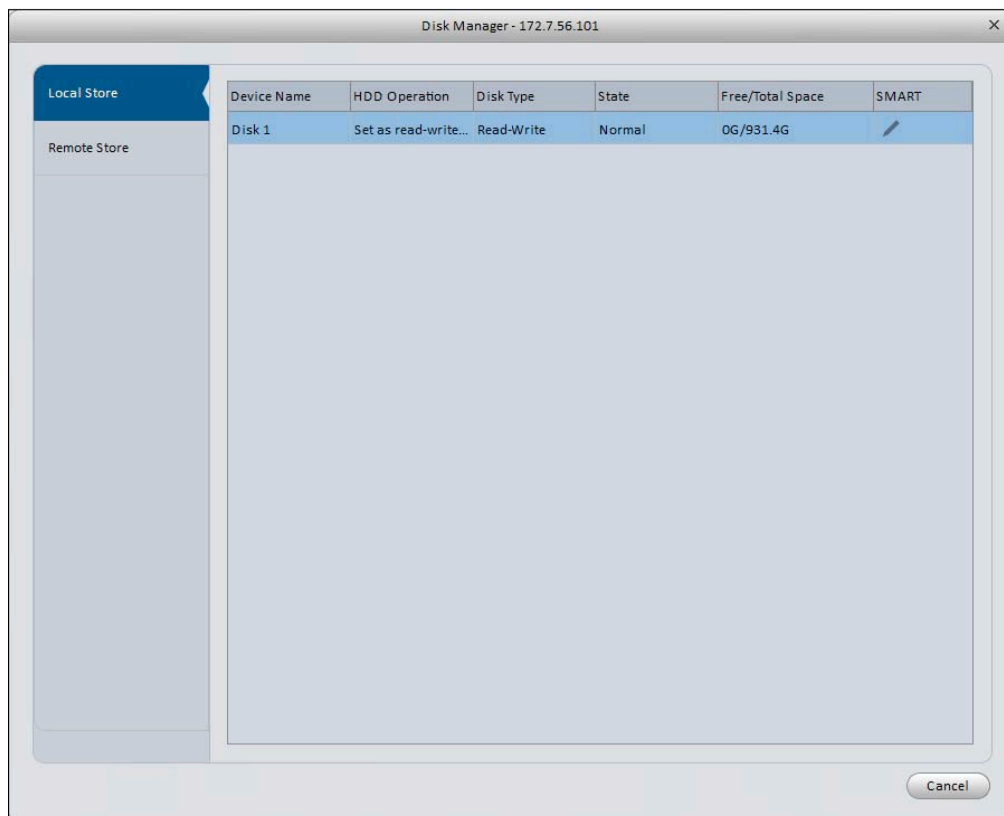 Disk Manager - 172.7.56.101
Local Store
Remote Store
Device Name HDD Operation Disk Type State Free/Total Space SMART
Disk 1 Set as read-write... Read-Write Normal 0G/931.4G
Cancel